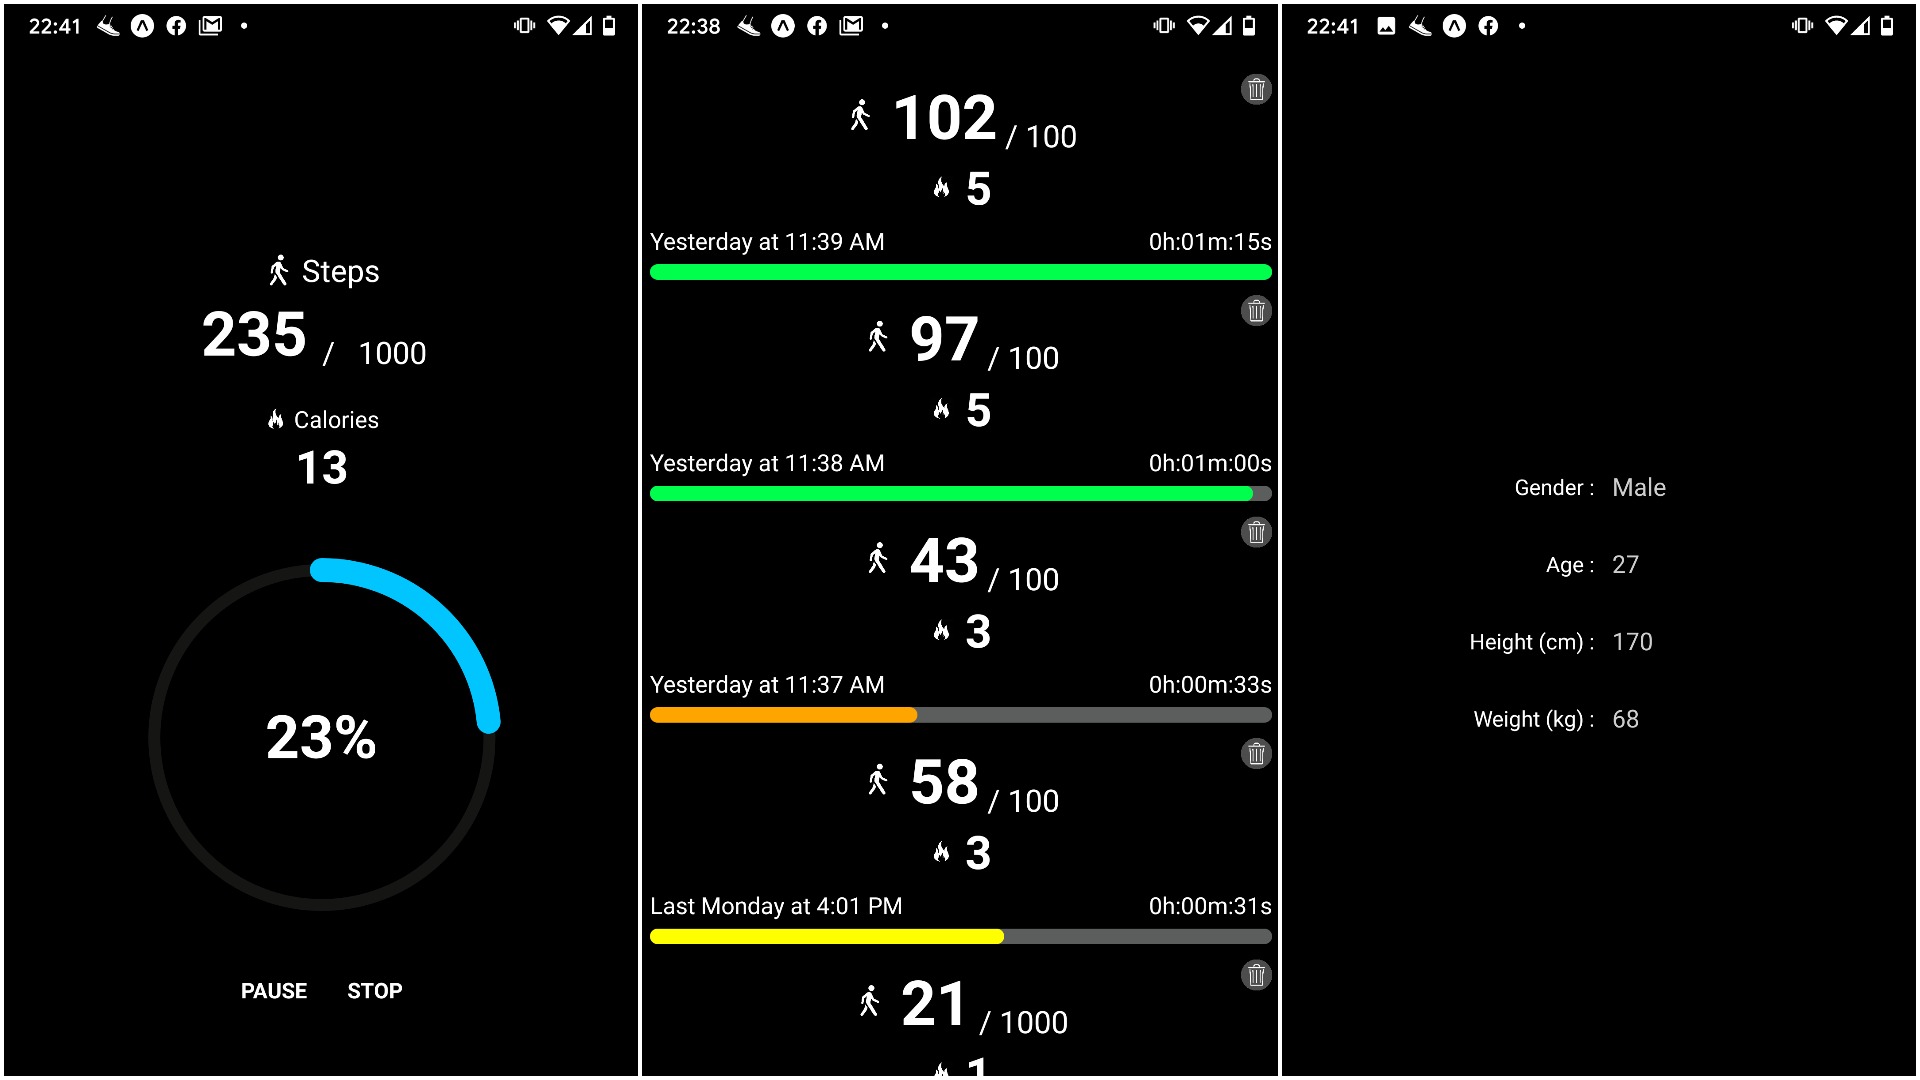 22:41
Steps
235 / 1000
Calories
13
23%
PAUSE STOP
22:38
102 / 100
5
Yesterday at 11:39 AM 0h:01m:15s
97 / 100
5
Yesterday at 11:38 AM 0h:01m:00s
43 / 100
3
Yesterday at 11:37 AM 0h:00m:33s
58 / 100
3
Last Monday at 4:01 PM 0h:00m:31s
21 / 1000
1
22:41
Gender : Male
Age : 27
Height (cm) : 170
Weight (kg) : 68